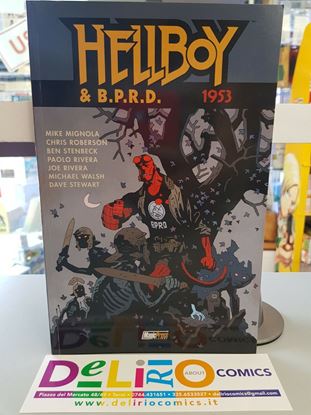 HELLBOY
& B.P.R.D. 1953
MIKE MIGNOLA
CHRIS ROBERSON
BEN STENBECK
PAOLO RIVERA
JOE RIVERA
MICHAEL WALSH
DAVE STEWART
BPRD
DELIRIO ABOUT COMICS
www.deliriocomics.it